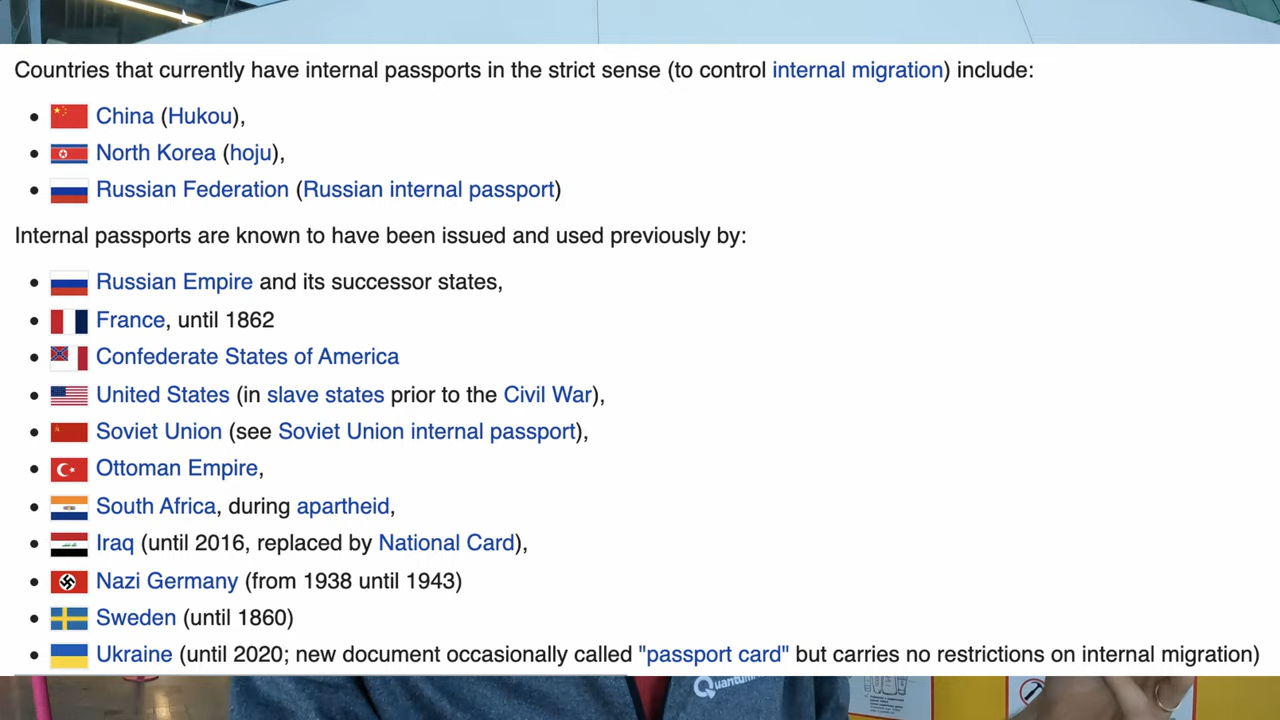 Countries that currently have internal passports in the strict sense (to control internal migration) include:
China (Hukou),
North Korea (hoju),
Russian Federation (Russian internal passport)
Internal passports are known to have been issued and used previously by:
Russian Empire and its successor states,
France, until 1862
Confederate States of America
United States (in slave states prior to the Civil War),
Soviet Union (see Soviet Union internal passport),
Ottoman Empire,
South Africa, during apartheid,
Iraq (until 2016, replaced by National Card),
Nazi Germany (from 1938 until 1943)
Sweden (until 1860)
Ukraine (until 2020; new document occasionally called "passport card" but carries no restrictions on internal migration)